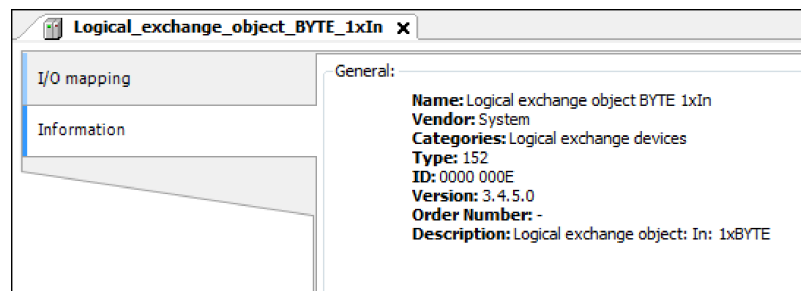 Logical_exchange_object_BYTE_1xIn X
I/O mapping
Information
General:
Name: Logical exchange object BYTE 1xIn
Vendor: System
Categories: Logical exchange devices
Type: 152
ID: 0000 000E
Version: 3.4.5.0
Order Number: -
Description: Logical exchange object: In: 1xBYTE